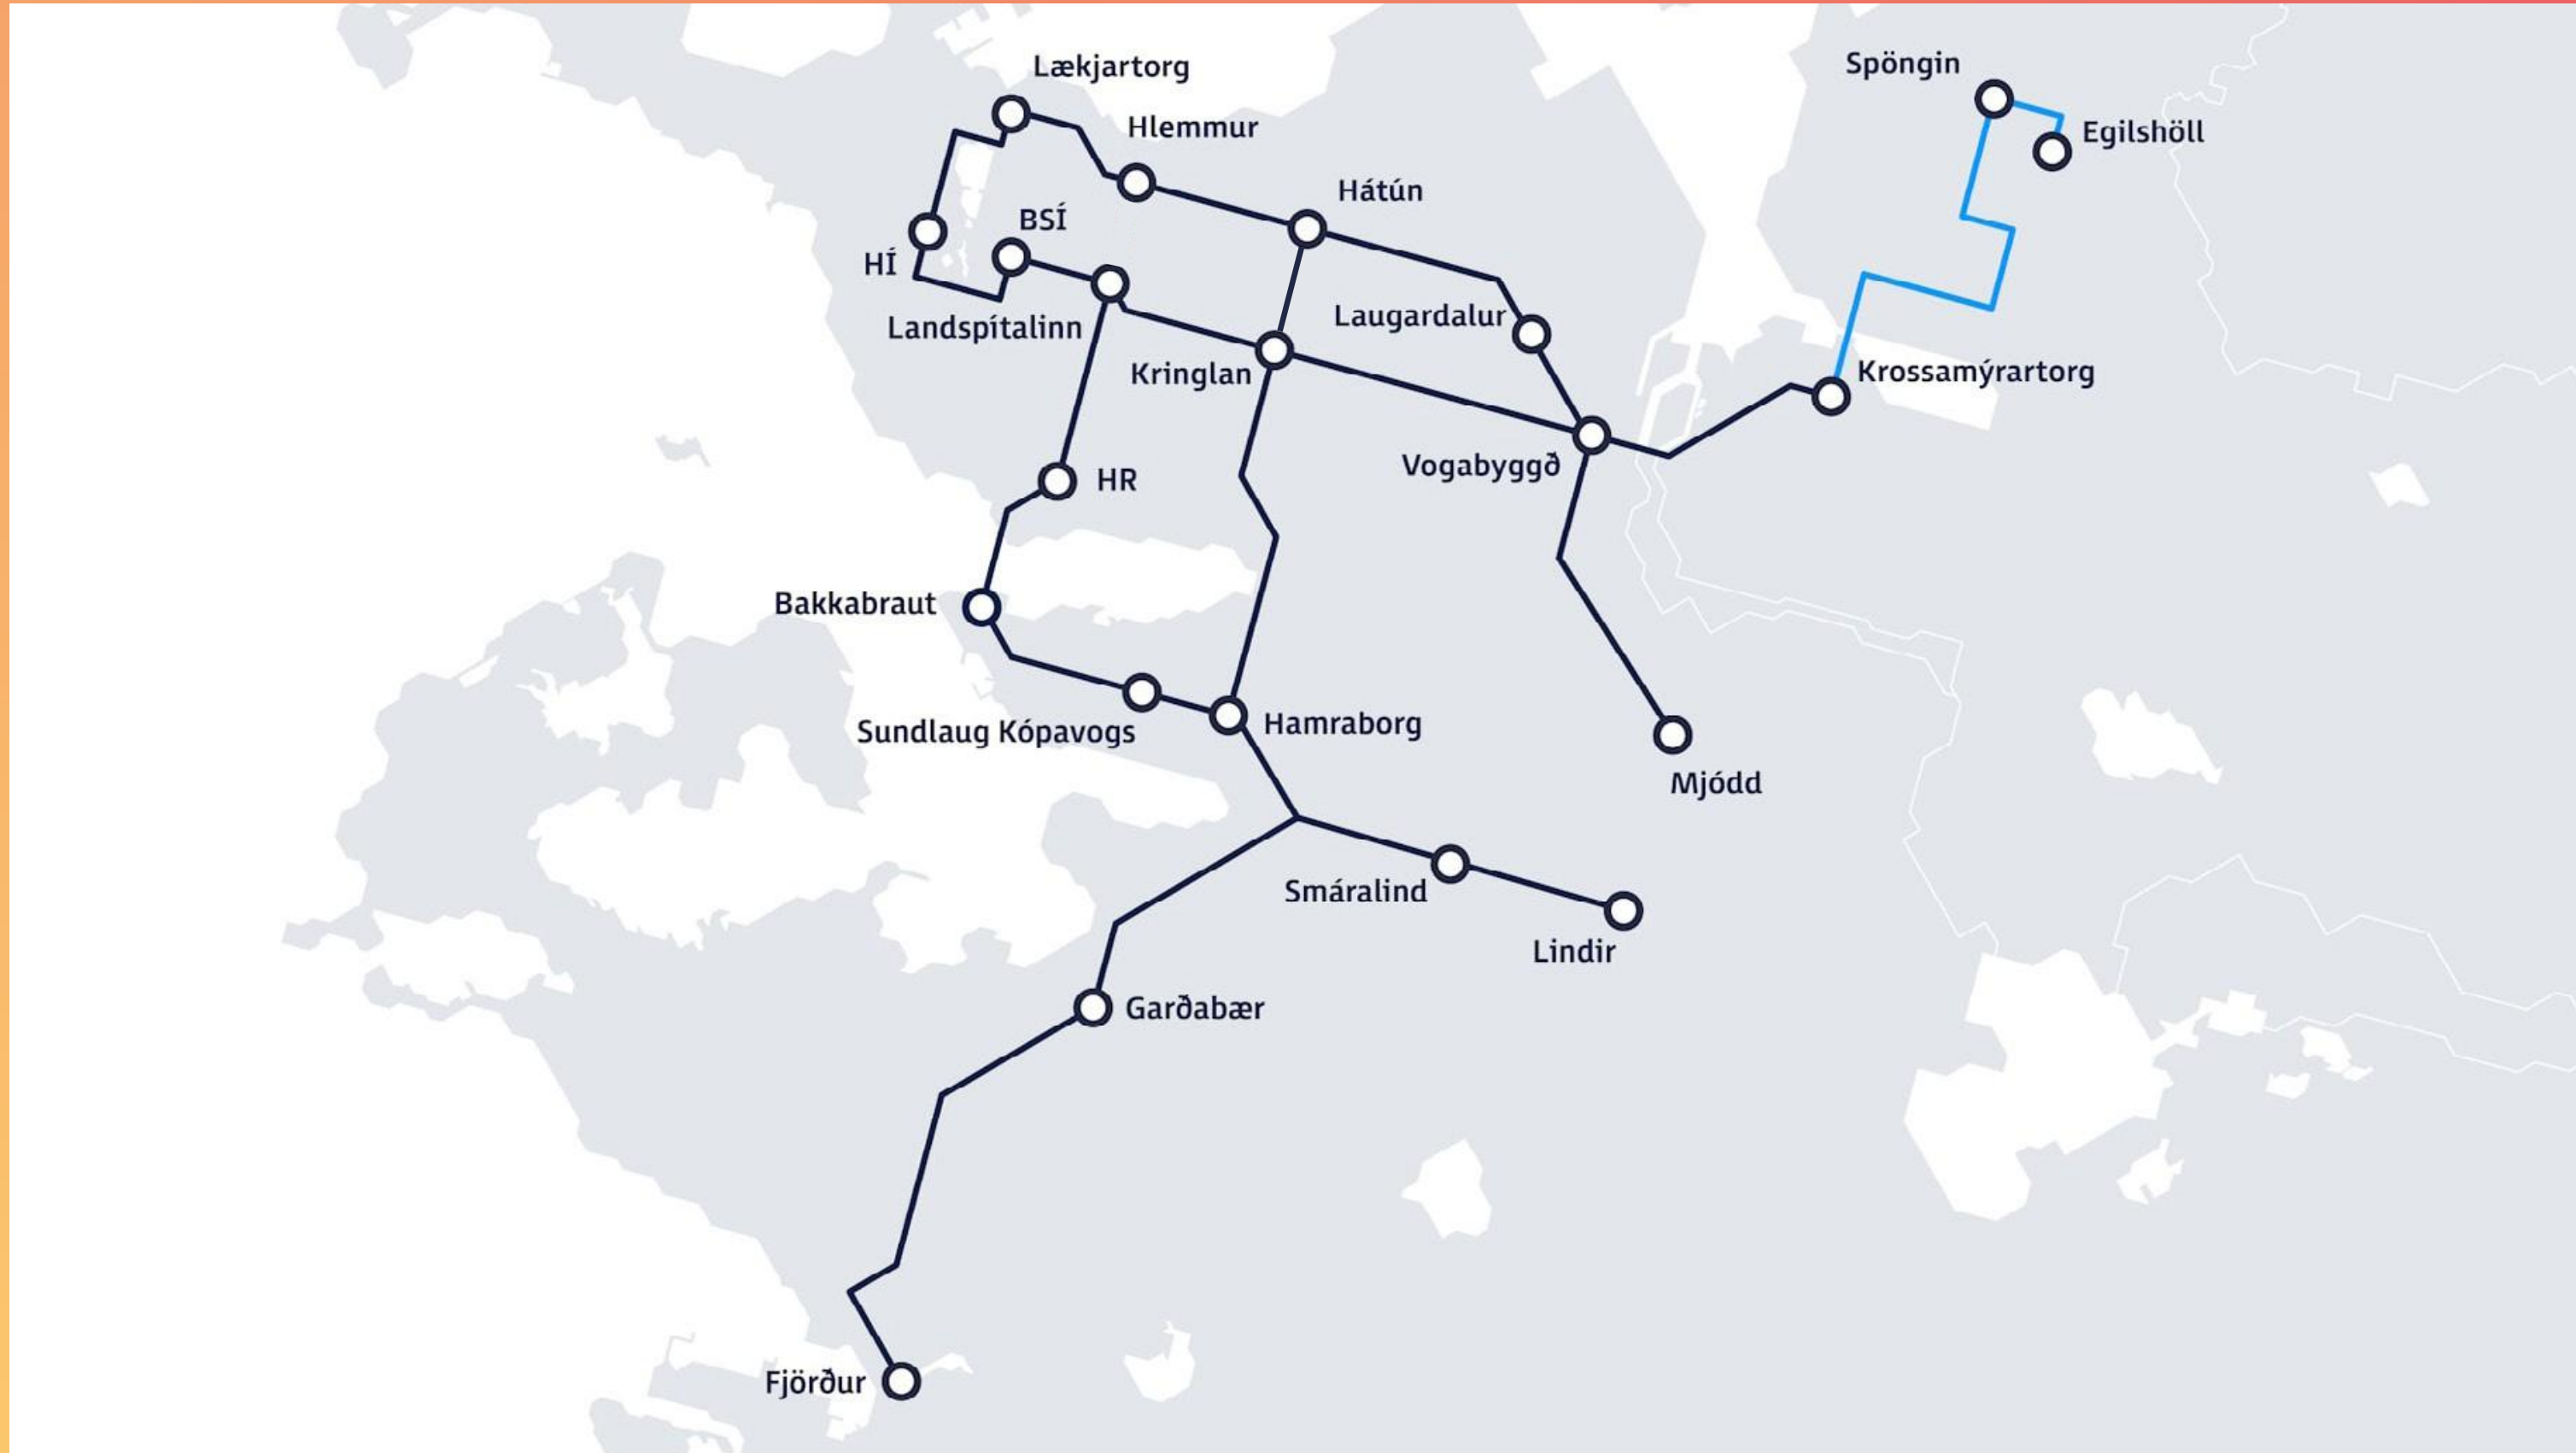 Lækjartorg
Spöngin
Hlemmur
Egilshöll
Hátún
BSÍ
HÍ
Laugardalur
Landspítalinn
Kringlan
Krossamýrartorg
Vogabyggð
HR
Bakkabraut
Sundlaug Kópavogs
Hamraborg
Mjódd
Smáralind
Lindir
Garðabær
Fjörður